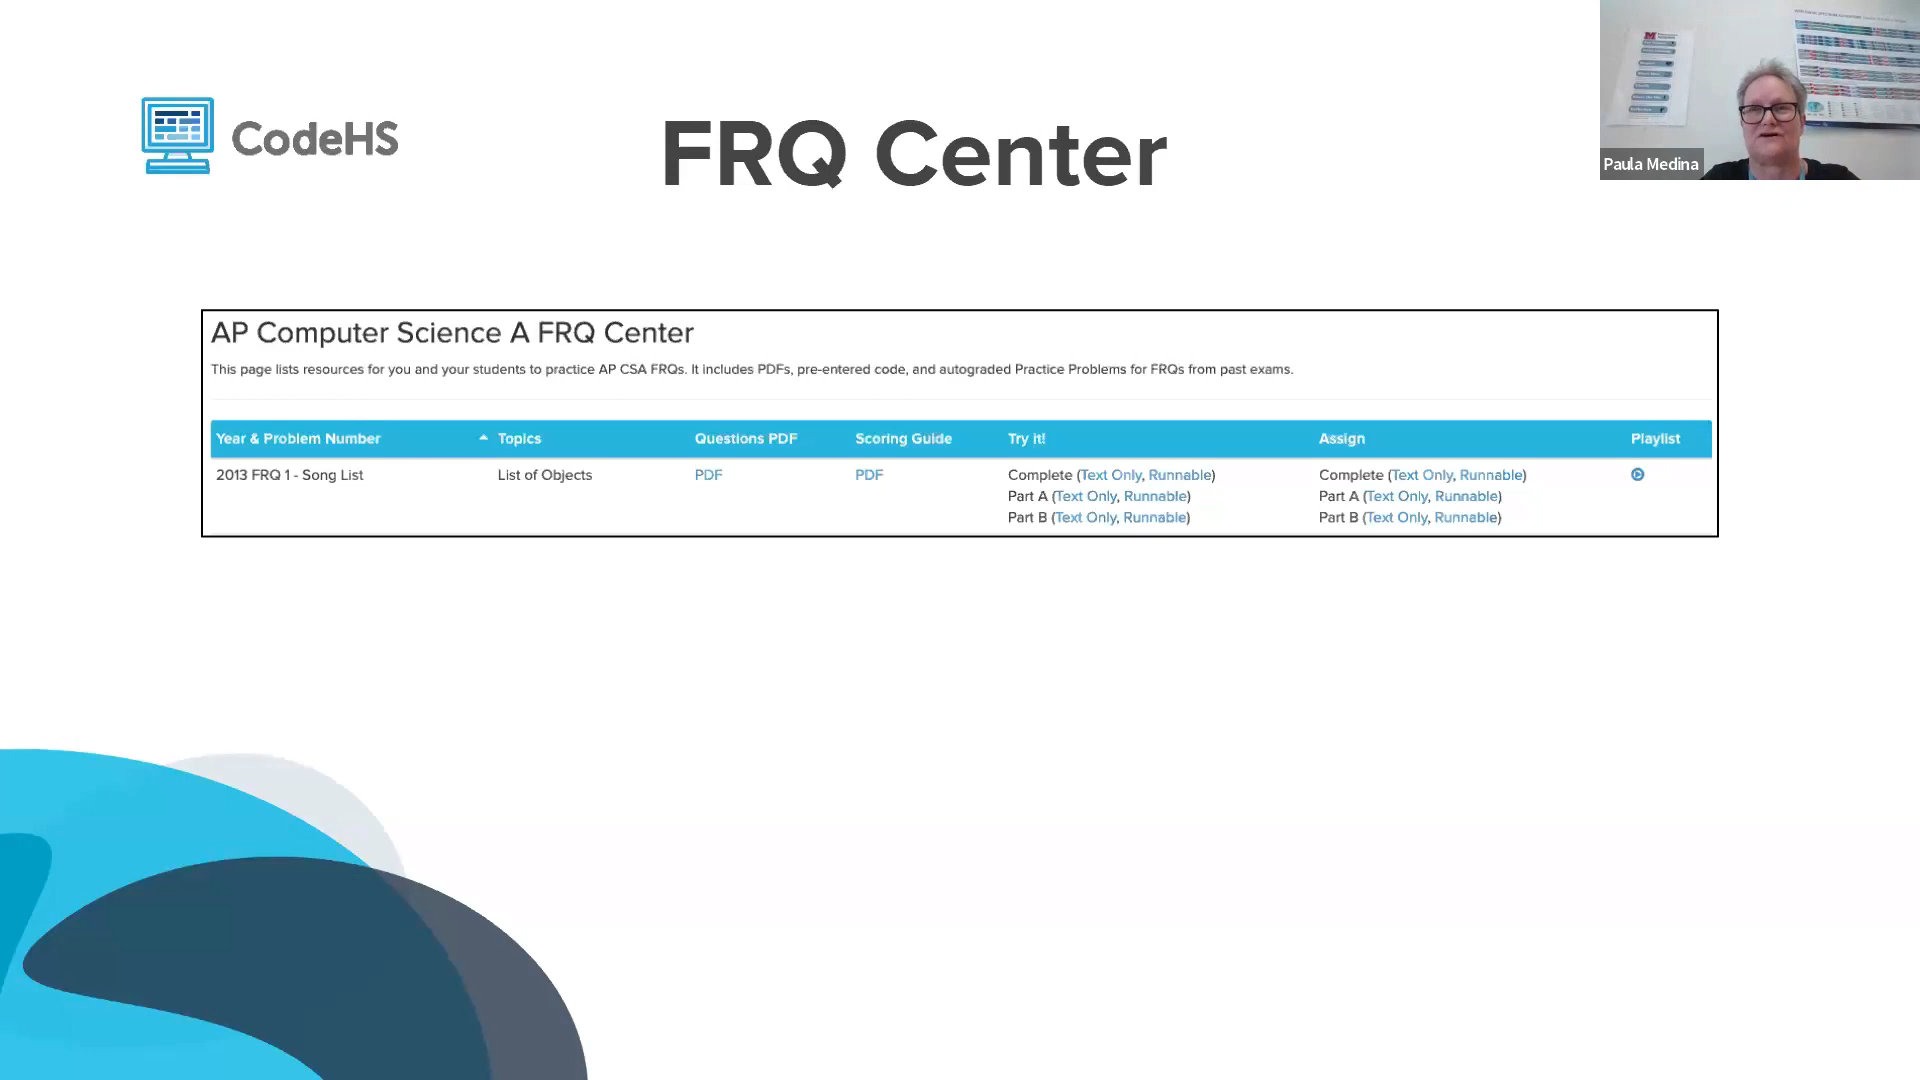 CodeHS
FRQ Center
Paula Medina
AP Computer Science A FRQ Center
This page lists resources for you and your students to practice AP CSA FRQs. It includes PDFs, pre-entered code, and autograded Practice Problems for FRQs from past exams.
Year & Problem Number Topics Questions PDF Scoring Guide Try it! Assign Playlist
2013 FRQ 1 - Song List List of Objects PDF PDF Complete (Text Only, Runnable) Complete (Text Only, Runnable)
Part A (Text Only, Runnable) Part A (Text Only, Runnable)
Part B (Text Only, Runnable) Part B (Text Only, Runnable)